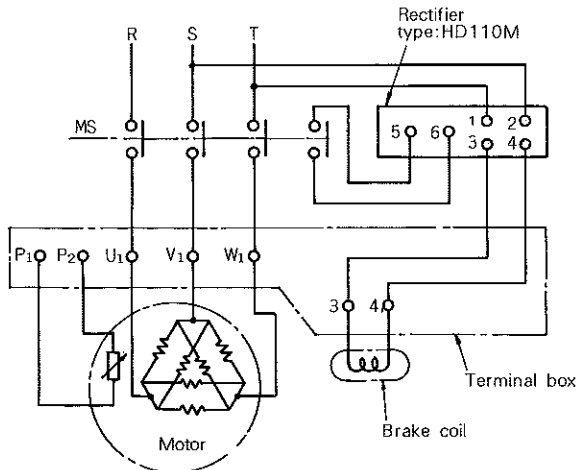 Rectifier
type:HD110M
R S T
MS
5 6 1 2
3 4
P1 P2 U1 V1 W1
3 4
Terminal box
Brake coil
Motor